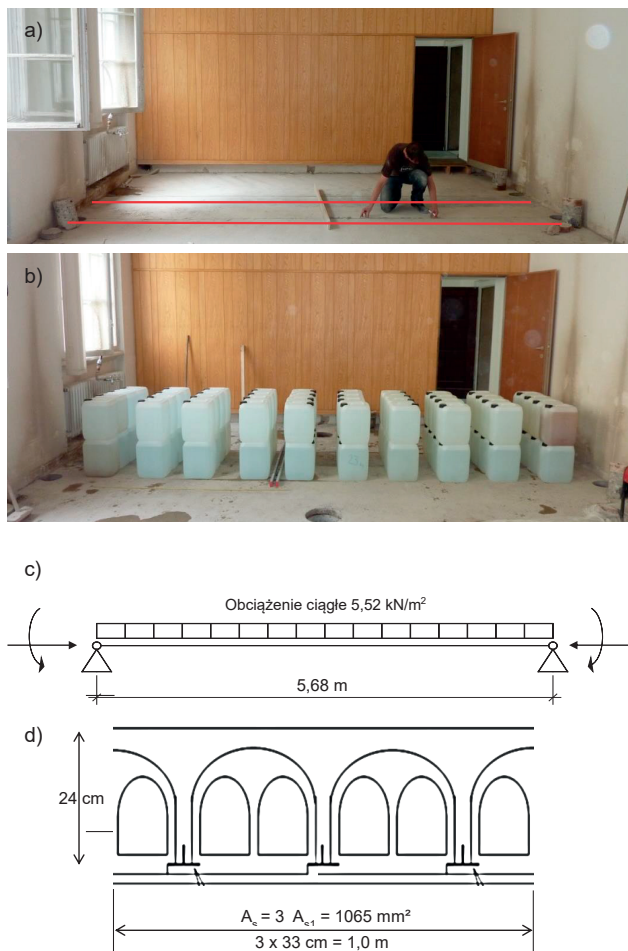 a)
b)
c)
Obciążenie ciągłe 5,52 kN/m²
5,68 m
d)
24 cm
Aₛ = 3 Aₛ₁ = 1065 mm²
3 x 33 cm = 1,0 m